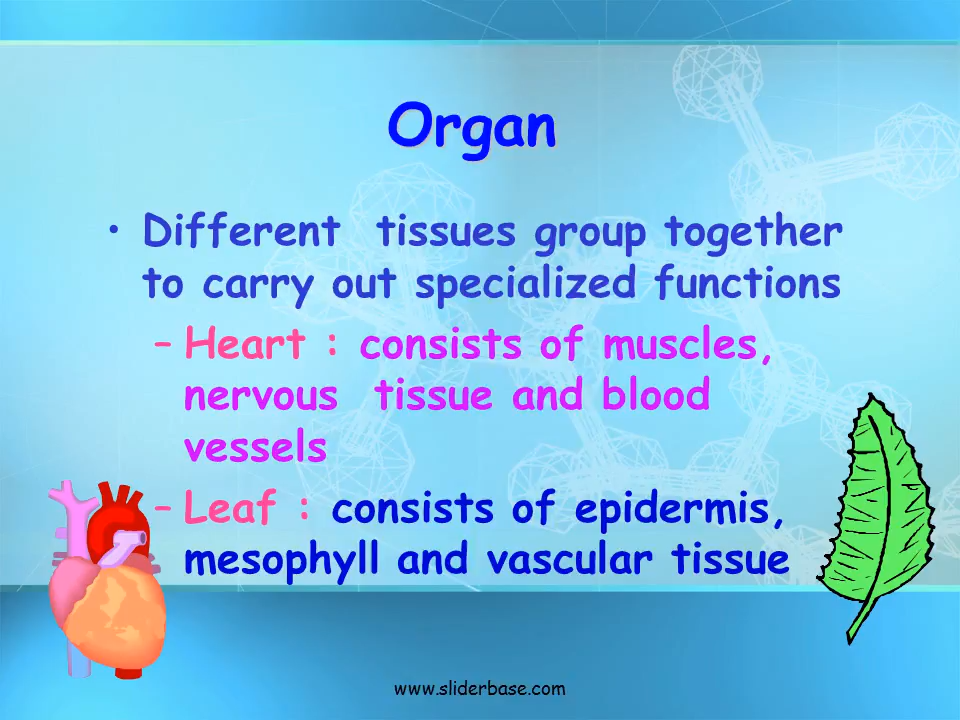 Organ
• Different  tissues group together
to carry out specialized functions
– Heart : consists of muscles,
nervous  tissue and blood
vessels
– Leaf : consists of epidermis,
mesophyll and vascular tissue
www.sliderbase.com